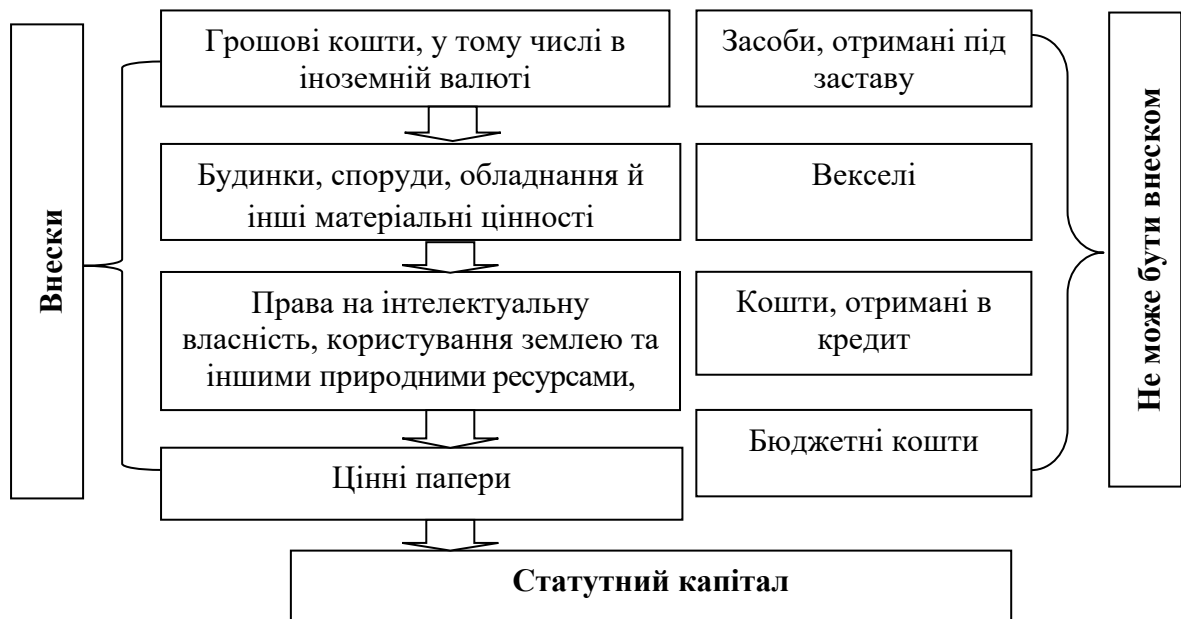 Внески
Грошові кошти, у тому числі в
іноземній валюті
Будинки, споруди, обладнання й
інші матеріальні цінності
Права на інтелектуальну
власність, користування землею та
іншими природними ресурсами,
Цінні папери
Засоби, отримані під
заставу
Векселі
Кошти, отримані в
кредит
Бюджетні кошти
Не може бути внеском
Статутний капітал